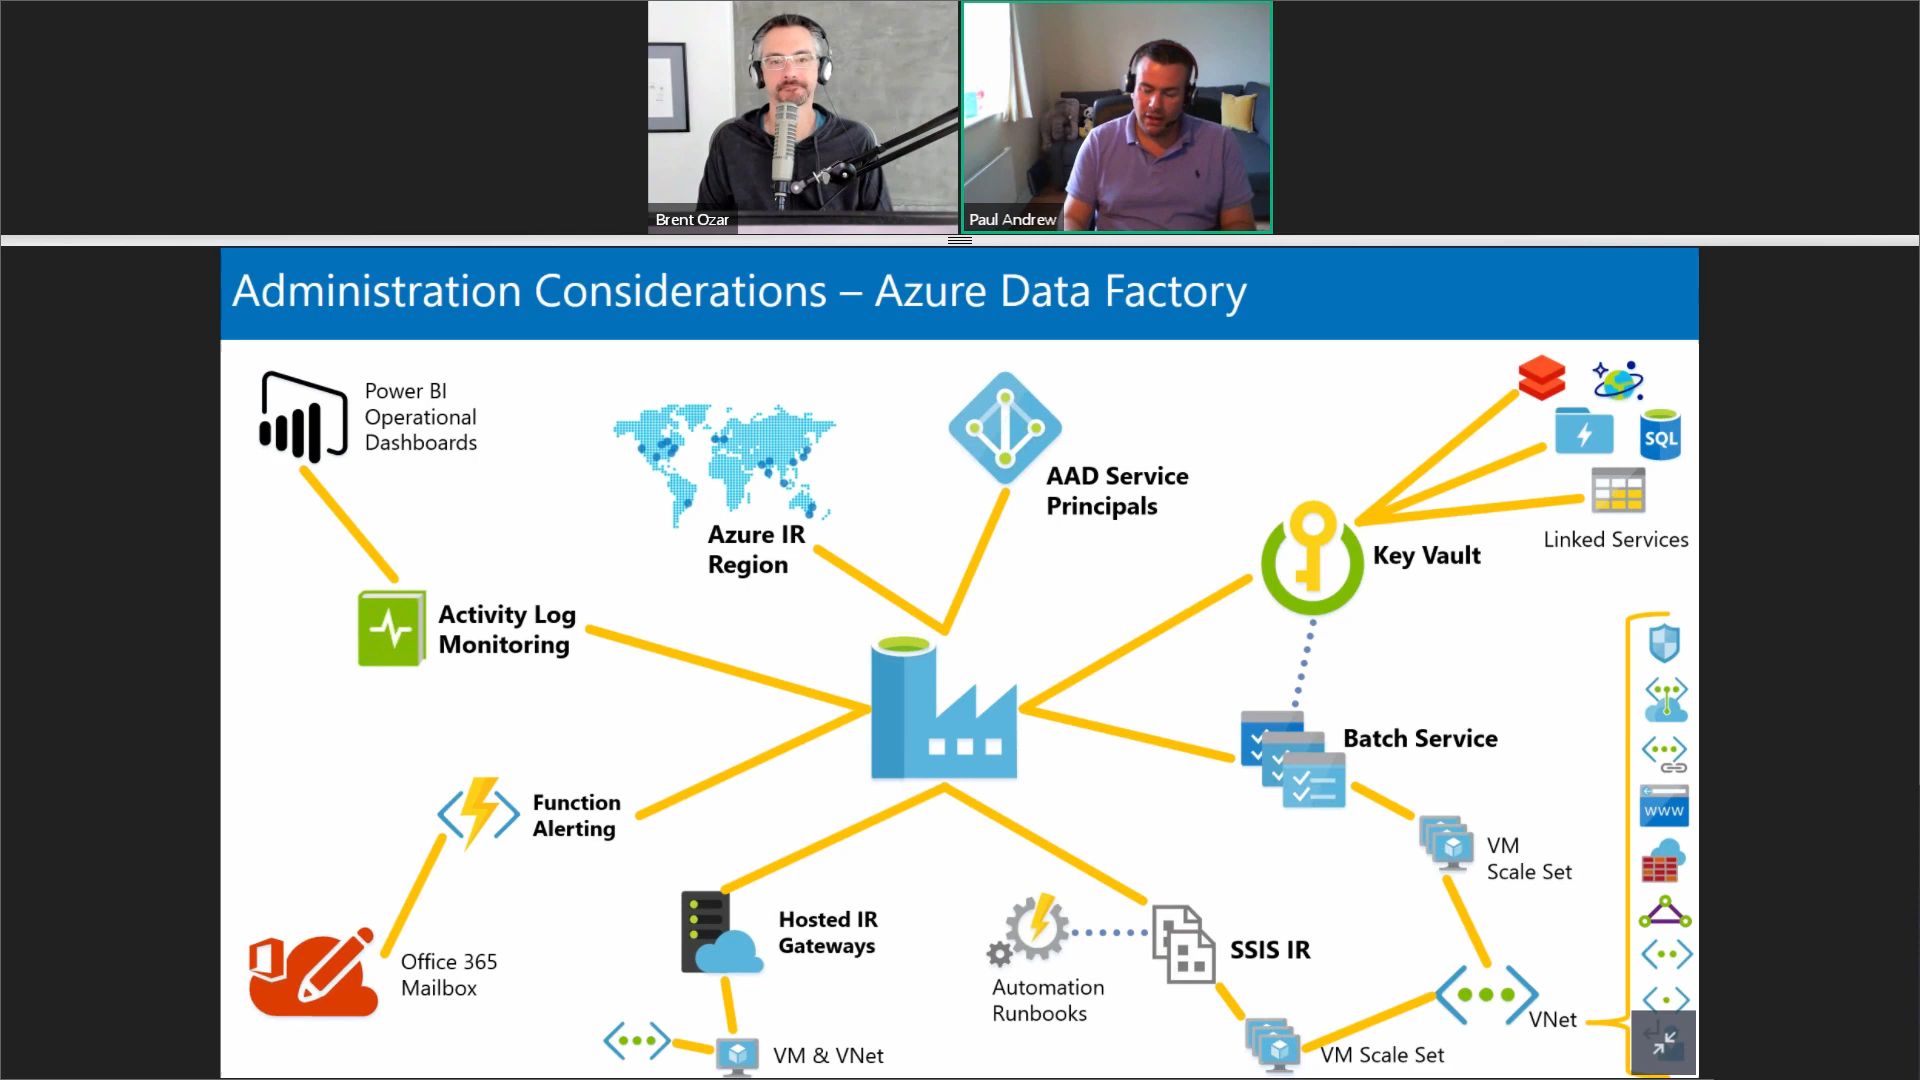 Brent Ozar
Paul Andrew
Administration Considerations – Azure Data Factory
Power BI
Operational
Dashboards
AAD Service
Principals
Azure IR
Region
SQL
Linked Services
Key Vault
Activity Log
Monitoring
Batch Service
www
Function
Alerting
VM
Scale Set
Hosted IR
Gateways
SSIS IR
Office 365
Mailbox
Automation
Runbooks
VNet
VM & VNet
VM Scale Set